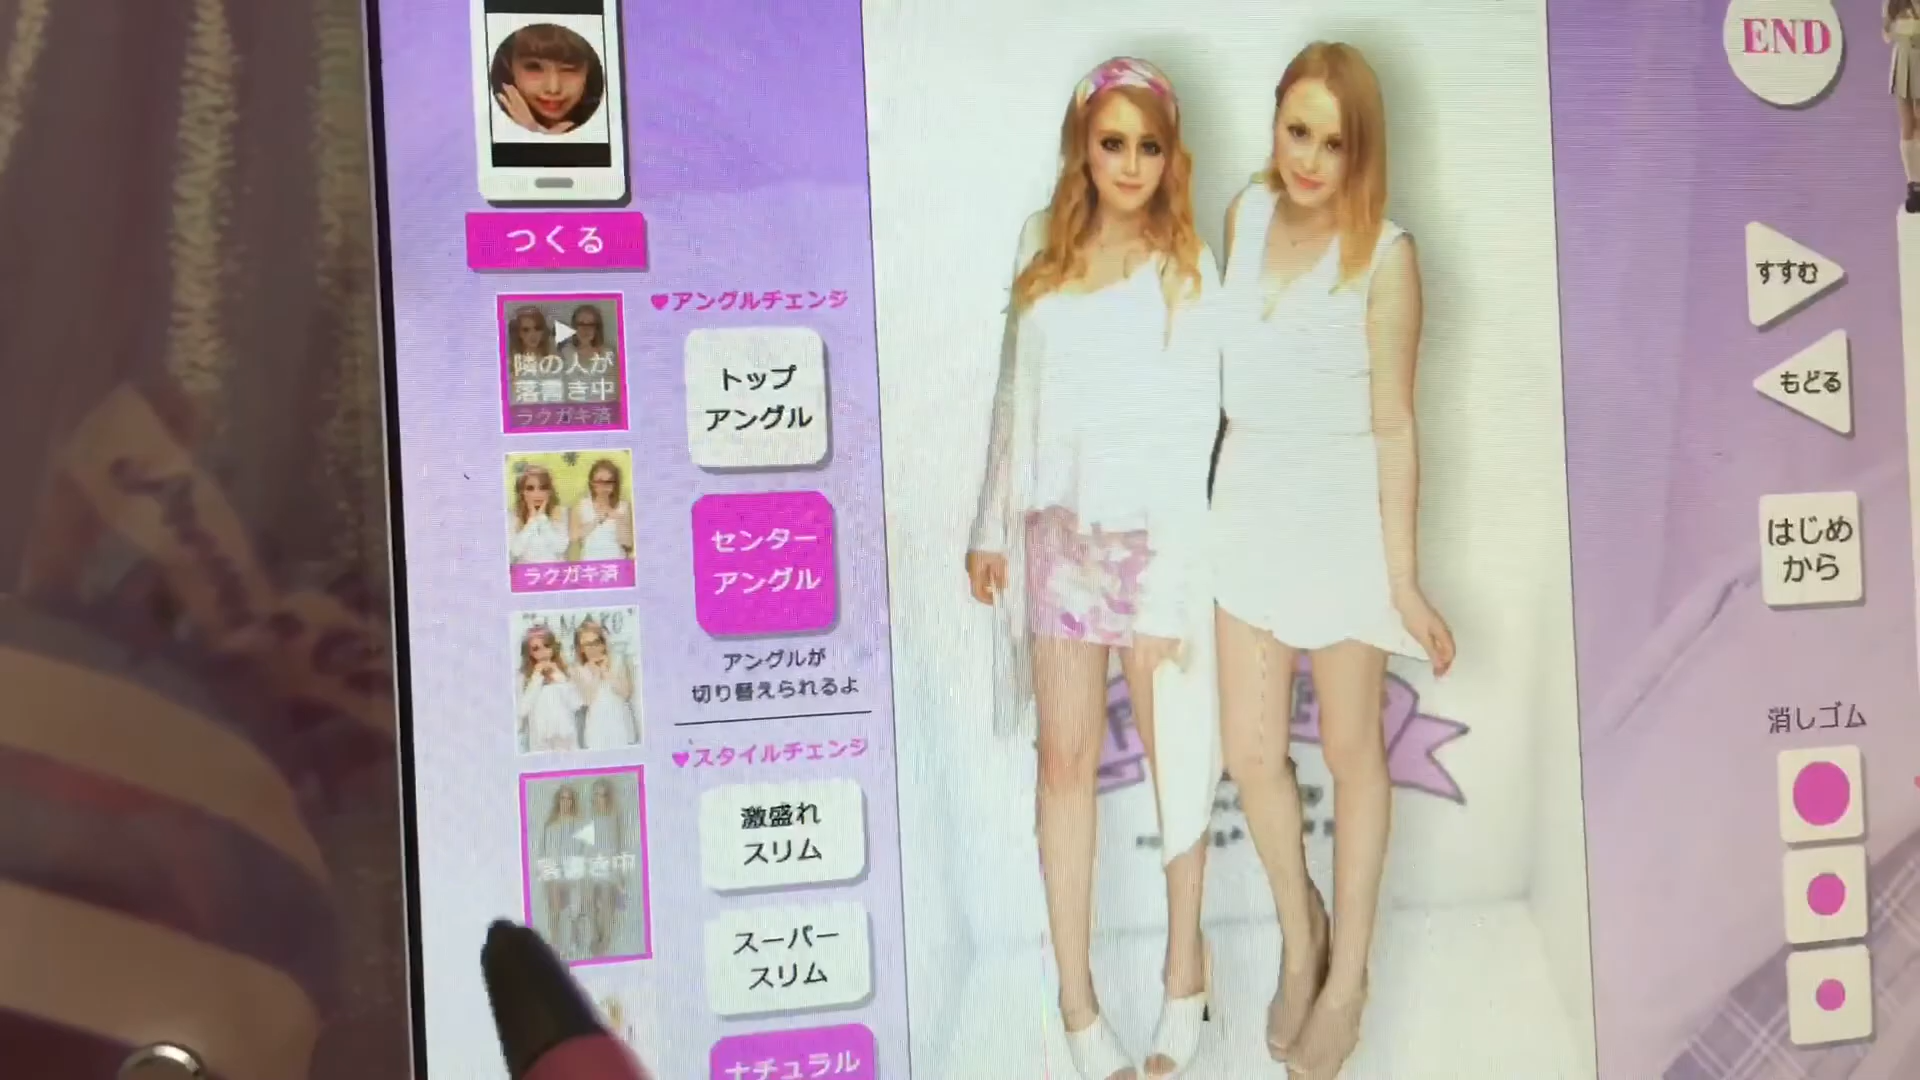 つくる
隣の人が
落書き中
ラクガキ済
ラクガキ済
落書き中
♥アングルチェンジ
トップ
アングル
センター
アングル
アングルが
切り替えられるよ
♥スタイルチェンジ
激盛れ
スリム
スーパー
スリム
ナチュラル
END
すすむ
もどる
はじめ
から
消しゴム